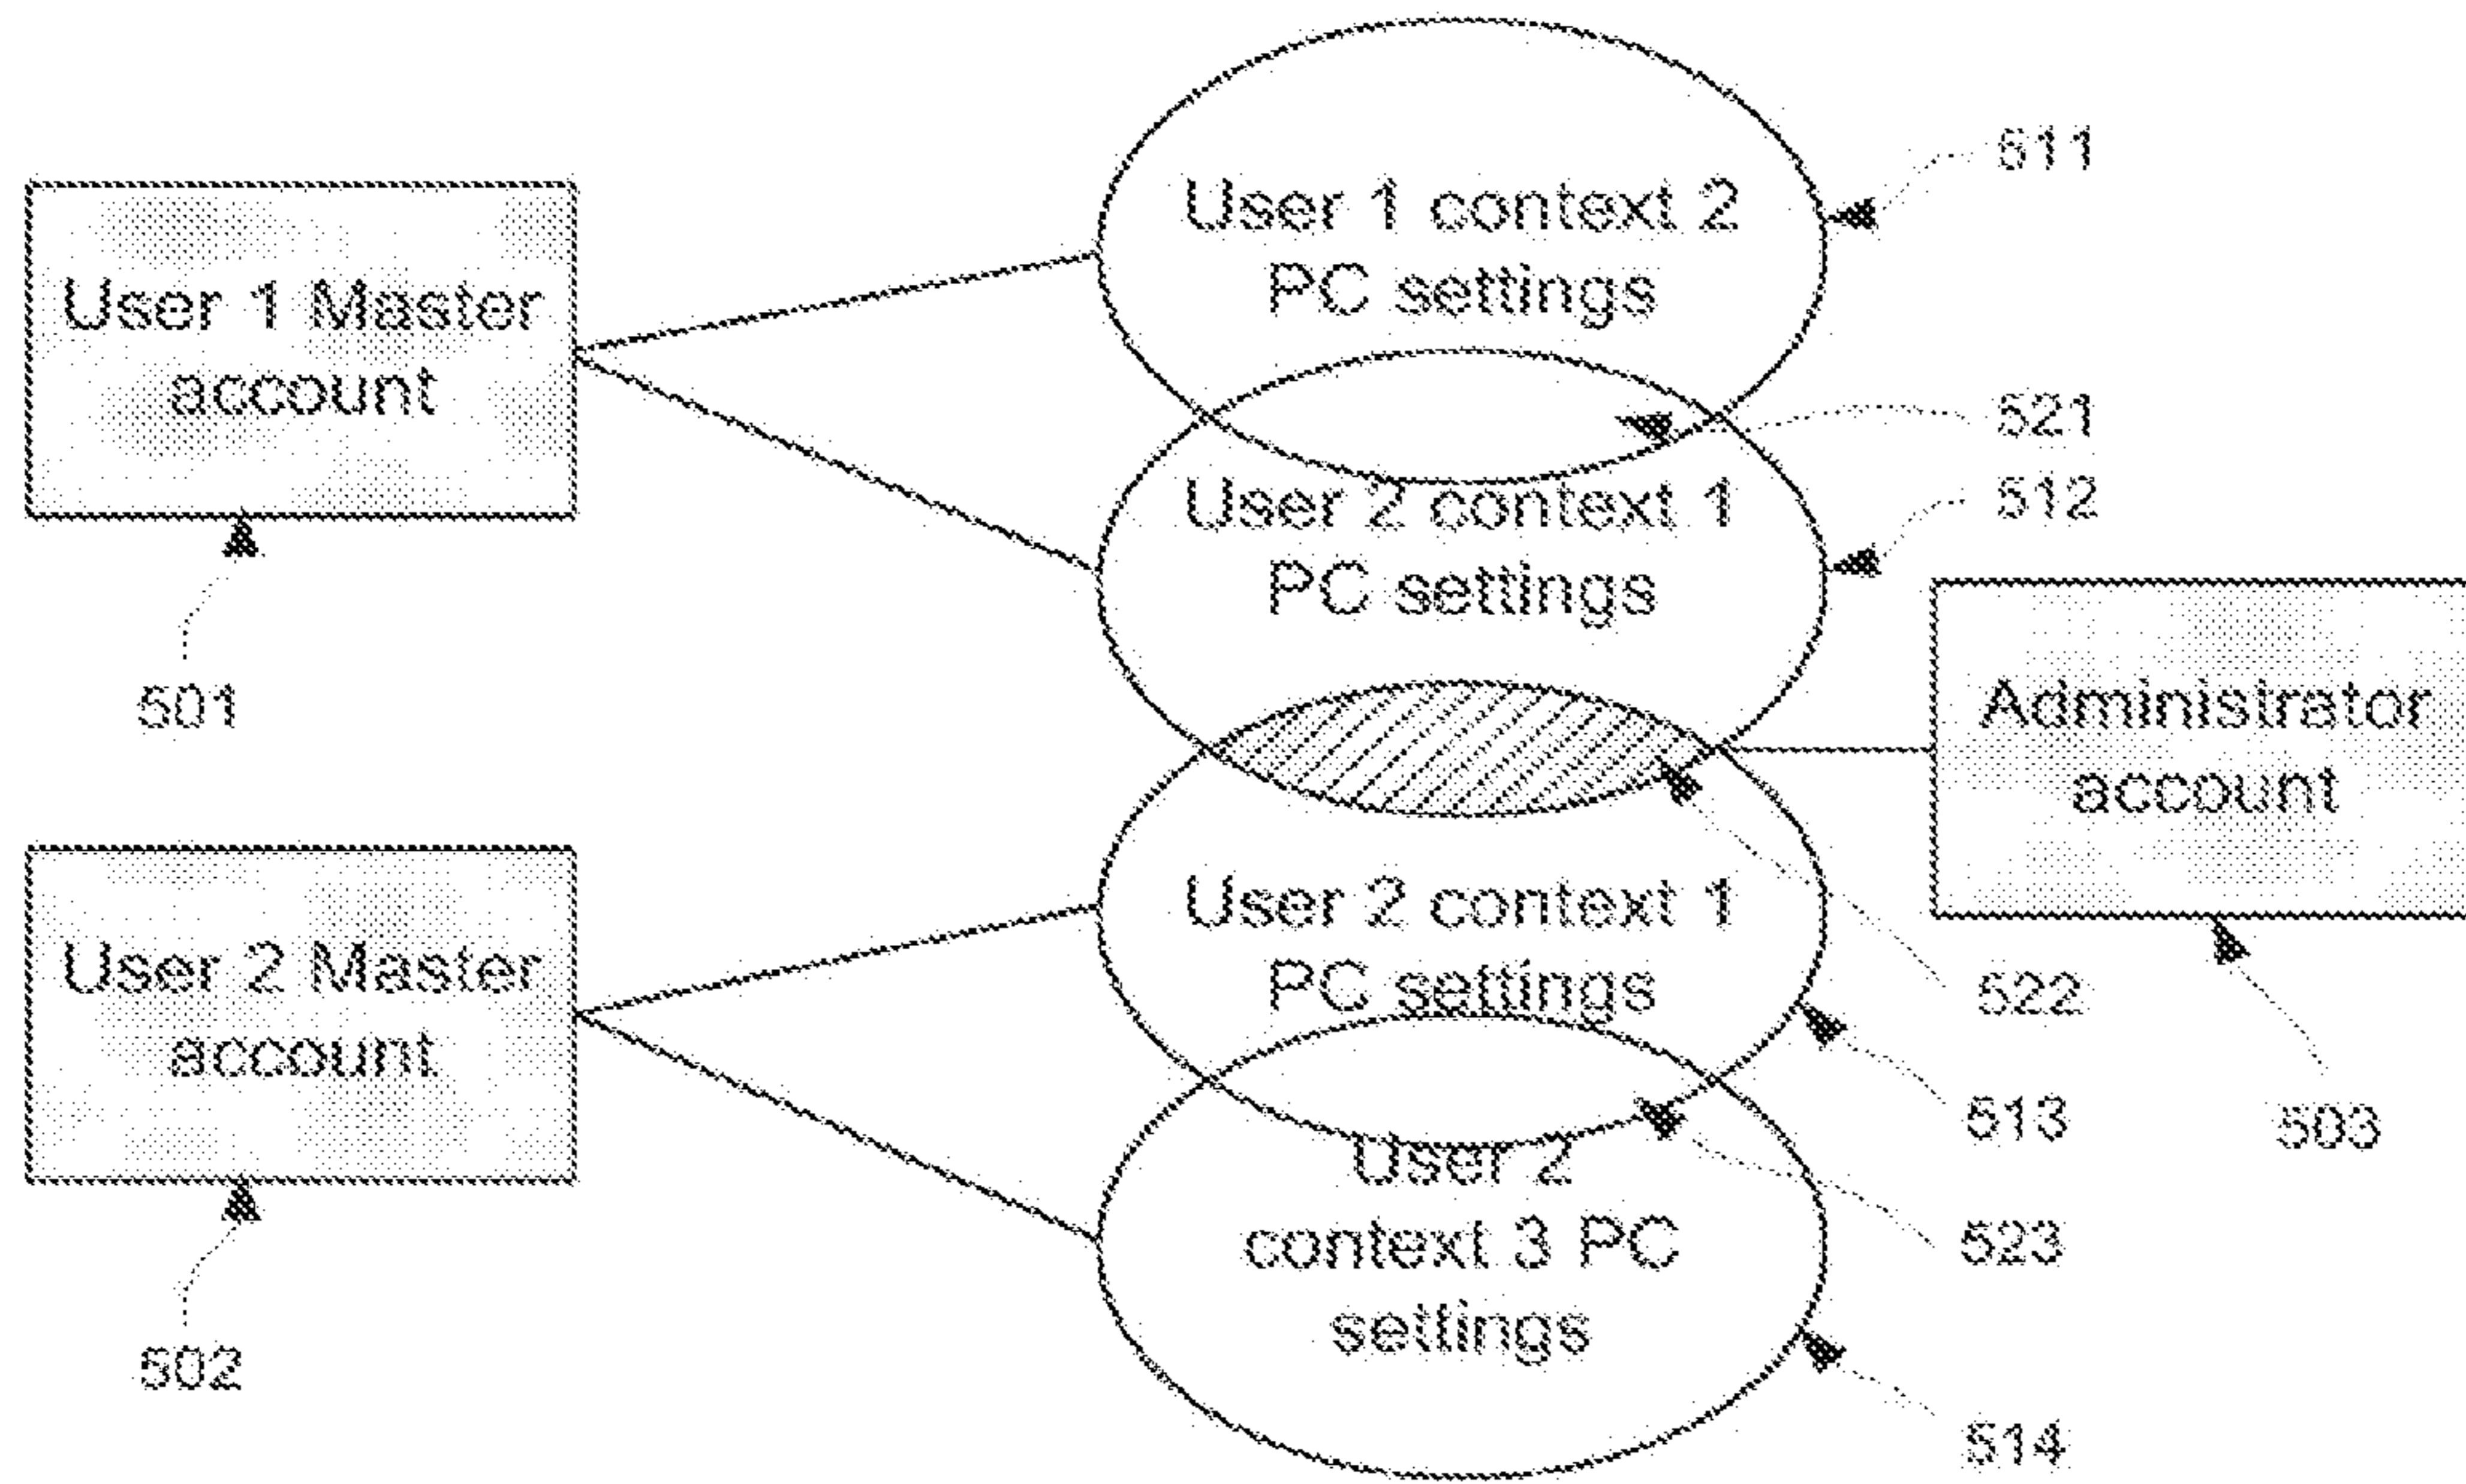 User 1 Master
account
501
User 1 context 2
PC settings
511
521
User 2 context 1
PC settings
512
Administrator
account
503
522
User 2 Master
account
502
User 2 context 1
PC settings
513
523
User 2
context 3 PC
settings
514